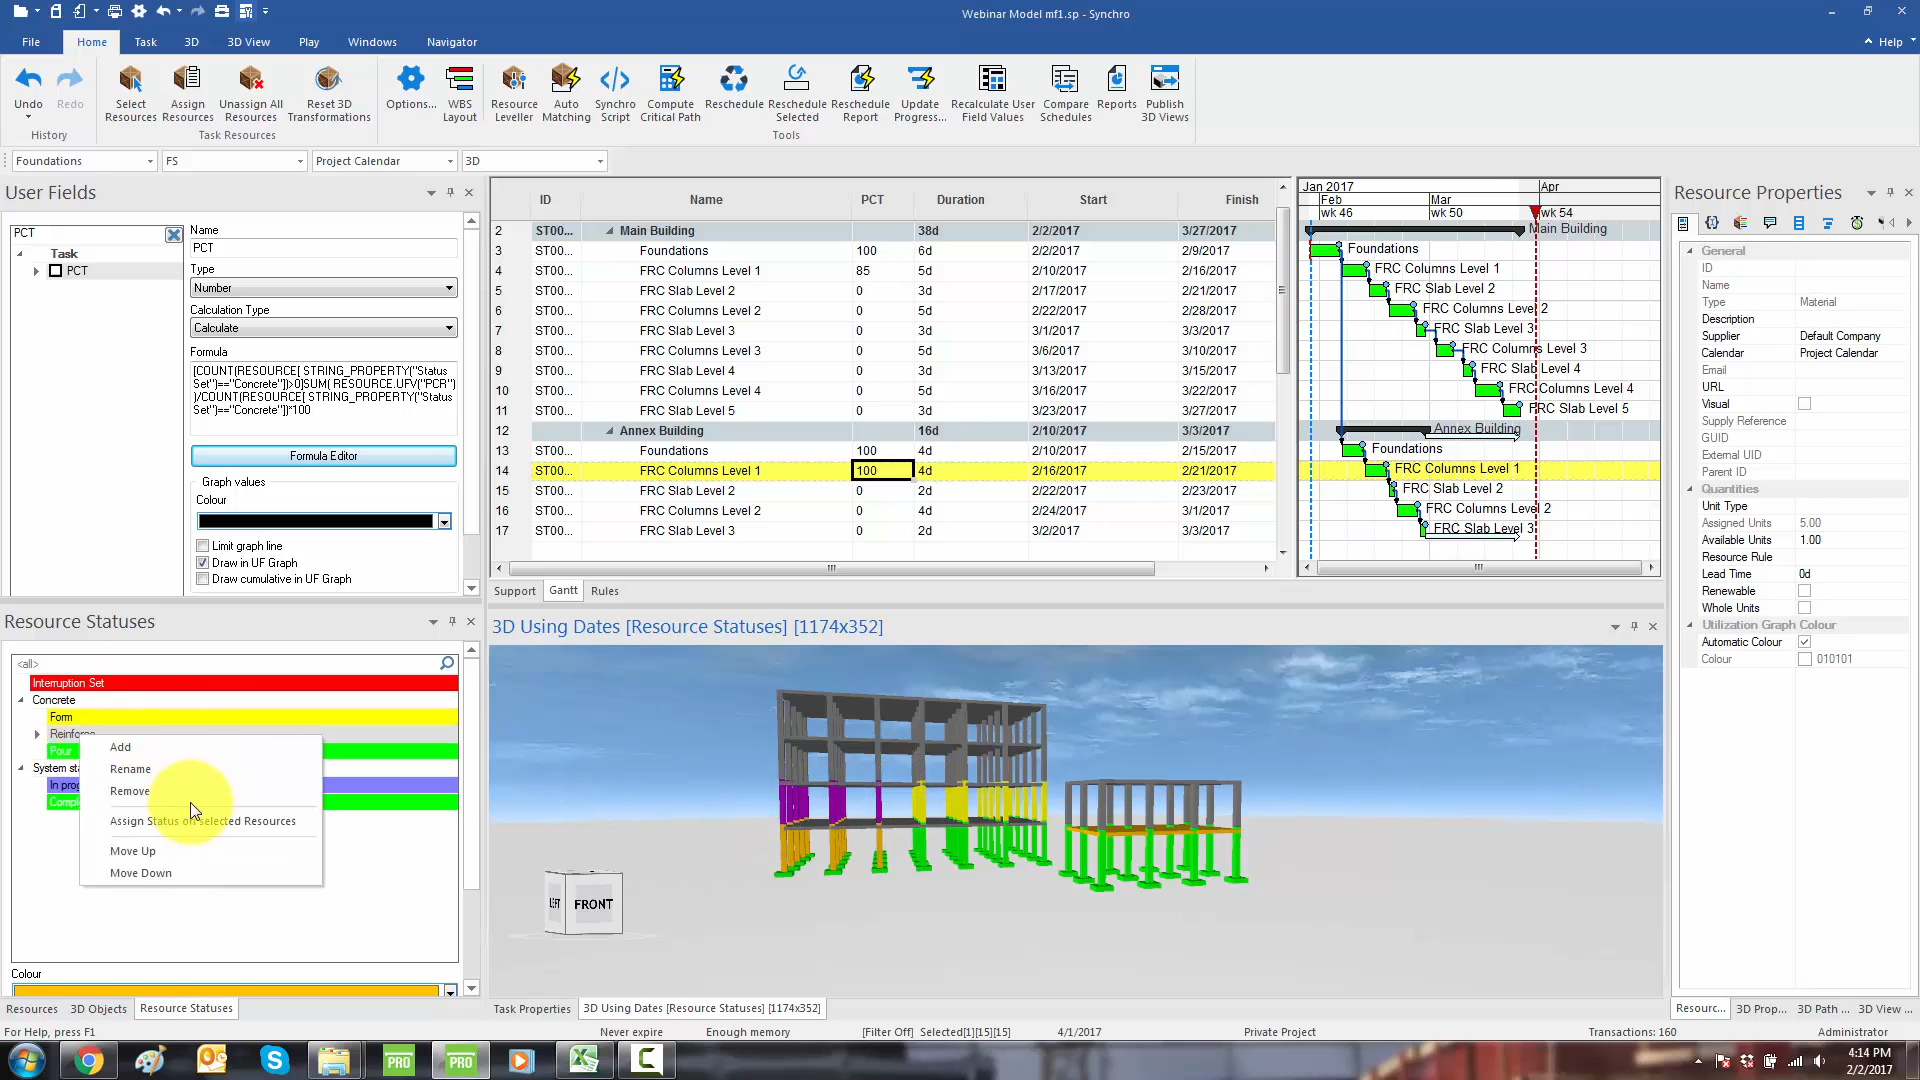 Webinar Model mf1.sp - Synchro
File Home Task 3D 3D View Play Windows Navigator Help
Undo
Redo
Select Resources
Assign Resources
Unassign All Resources
Reset 3D Transformations
Options...
WBS Layout
Resource Leveller
Auto Matching
Synchro Script
Compute Critical Path
Reschedule
Reschedule Selected
Reschedule Report
Update Progress...
Recalculate User Field Values
Compare Schedules
Reports
Publish 3D Views
History
Task Resources
Tools
Foundations FS Project Calendar 3D
User Fields
PCT
Task
PCT
Name
PCT
Type
Number
Calculation Type
Calculate
Formula
[COUNT(RESOURCE[ STRING_PROPERTY("Status
Set")=="Concrete"])>0]SUM( RESOURCE.UFV("PCR")
)/COUNT(RESOURCE[ STRING_PROPERTY("Status
Set")=="Concrete"])*100
Formula Editor
Graph values
Colour
Limit graph line
Draw in UF Graph
Draw cumulative in UF Graph
ID Name PCT Duration Start Finish
2 ST00... Main Building 38d 2/2/2017 3/27/2017
3 ST00... Foundations 100 6d 2/2/2017 2/9/2017
4 ST00... FRC Columns Level 1 85 5d 2/10/2017 2/16/2017
5 ST00... FRC Slab Level 2 0 3d 2/17/2017 2/21/2017
6 ST00... FRC Columns Level 2 0 5d 2/22/2017 2/28/2017
7 ST00... FRC Slab Level 3 0 3d 3/1/2017 3/3/2017
8 ST00... FRC Columns Level 3 0 5d 3/6/2017 3/10/2017
9 ST00... FRC Slab Level 4 0 3d 3/13/2017 3/15/2017
10 ST00... FRC Columns Level 4 0 5d 3/16/2017 3/22/2017
11 ST00... FRC Slab Level 5 0 3d 3/23/2017 3/27/2017
12 ST00... Annex Building 16d 2/10/2017 3/3/2017
13 ST00... Foundations 100 4d 2/10/2017 2/15/2017
14 ST00... FRC Columns Level 1 100 4d 2/16/2017 2/21/2017
15 ST00... FRC Slab Level 2 0 2d 2/22/2017 2/23/2017
16 ST00... FRC Columns Level 2 0 4d 2/24/2017 3/1/2017
17 ST00... FRC Slab Level 3 0 2d 3/2/2017 3/3/2017
Support Gantt Rules
Jan 2017 Apr
Feb Mar
wk 46 wk 50 wk 54
Main Building
Foundations
FRC Columns Level 1
FRC Slab Level 2
FRC Columns Level 2
FRC Slab Level 3
FRC Columns Level 3
FRC Slab Level 4
FRC Columns Level 4
FRC Slab Level 5
Annex Building
Foundations
FRC Columns Level 1
FRC Slab Level 2
FRC Columns Level 2
FRC Slab Level 3
Resource Properties
General
ID
Name
Type Material
Description
Supplier Default Company
Calendar Project Calendar
Email
URL
Visual
Supply Reference
GUID
External UID
Parent ID
Quantities
Unit Type
Assigned Units 5.00
Available Units 1.00
Resource Rule
Lead Time 0d
Renewable
Whole Units
Utilization Graph Colour
Automatic Colour
Colour 010101
Resource Statuses
<all>
Interruption Set
Concrete
Form
Reinforc
Pour
System sta
In prog
Compl
Add
Rename
Remove
Assign Status on selected Resources
Move Up
Move Down
Colour
3D Using Dates [Resource Statuses] [1174x352]
LEFT FRONT
Resources 3D Objects Resource Statuses
Task Properties 3D Using Dates [Resource Statuses] [1174x352]
Resourc... 3D Prop... 3D Path ... 3D View ...
For Help, press F1 Never expire Enough memory [Filter Off] Selected[1][15][15] 4/1/2017 Private Project Transactions: 160 Administrator
PRO PRO
4:14 PM
2/2/2017